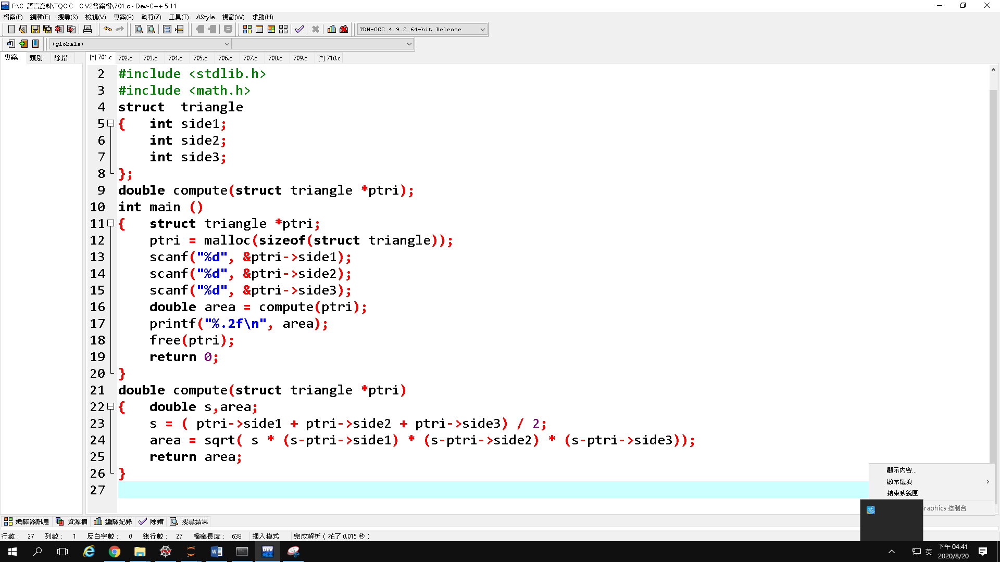 F:\C 語言資料\TQC C C V2答案檔\701.c - Dev-C++ 5.11
檔案(F) 編輯(E) 搜尋(S) 檢視(V) 專案(P) 執行(Z) 工具(T) AStyle 視窗(W) 求助(H)
TDM-GCC 4.9.2 64-bit Release
(globals)
專案 類別 除錯 [*] 701.c 702.c 703.c 704.c 705.c 706.c 707.c 708.c 709.c [*] 710.c
2 #include <stdlib.h>
3 #include <math.h>
4 struct  triangle
5 {   int side1;
6     int side2;
7     int side3;
8 };
9 double compute(struct triangle *ptri);
10 int main ()
11 {   struct triangle *ptri;
12     ptri = malloc(sizeof(struct triangle));
13     scanf("%d", &ptri->side1);
14     scanf("%d", &ptri->side2);
15     scanf("%d", &ptri->side3);
16     double area = compute(ptri);
17     printf("%.2f\n", area);
18     free(ptri);
19     return 0;
20 }
21 double compute(struct triangle *ptri)
22 {   double s,area;
23     s = ( ptri->side1 + ptri->side2 + ptri->side3) / 2;
24     area = sqrt( s * (s-ptri->side1) * (s-ptri->side2) * (s-ptri->side3));
25     return area;
26 }
27
顯示內容...
顯示選項
結束系統匣
raphics 控制台
編譯器訊息 資源檔 編譯紀錄 除錯 搜尋結果
行數: 27 列數: 1 反白字數: 0 總行數: 27 檔案長度: 638 插入模式 完成解析 ( 花了 0.015 秒 )
DEV 英 下午 04:41
2020/8/20